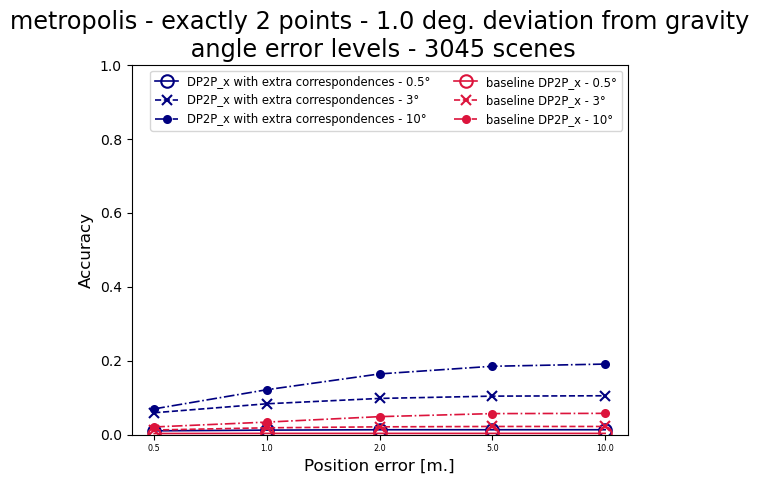 metropolis - exactly 2 points - 1.0 deg. deviation from gravity
angle error levels - 3045 scenes
DP2P_x with extra correspondences - 0.5°
DP2P_x with extra correspondences - 3°
DP2P_x with extra correspondences - 10°
baseline DP2P_x - 0.5°
baseline DP2P_x - 3°
baseline DP2P_x - 10°
Accuracy
1.0
0.8
0.6
0.4
0.2
0.0
0.5 1.0 2.0 5.0 10.0
Position error [m.]